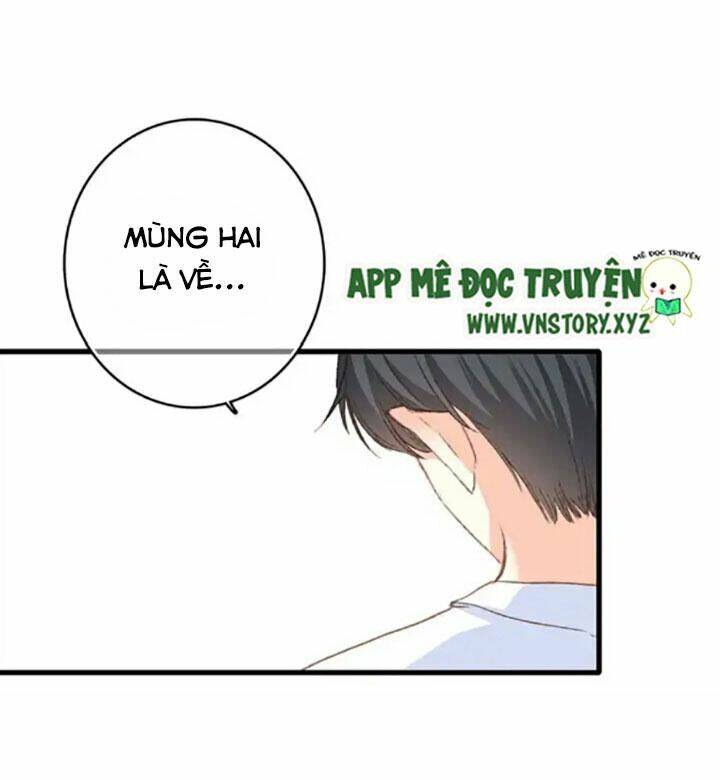 MÙNG HAI
LÀ VỀ...
MÊ ĐỌC TRUYỆN
APP MÊ ĐỌC TRUYỆN
WWW.VNSTORY.XYZ